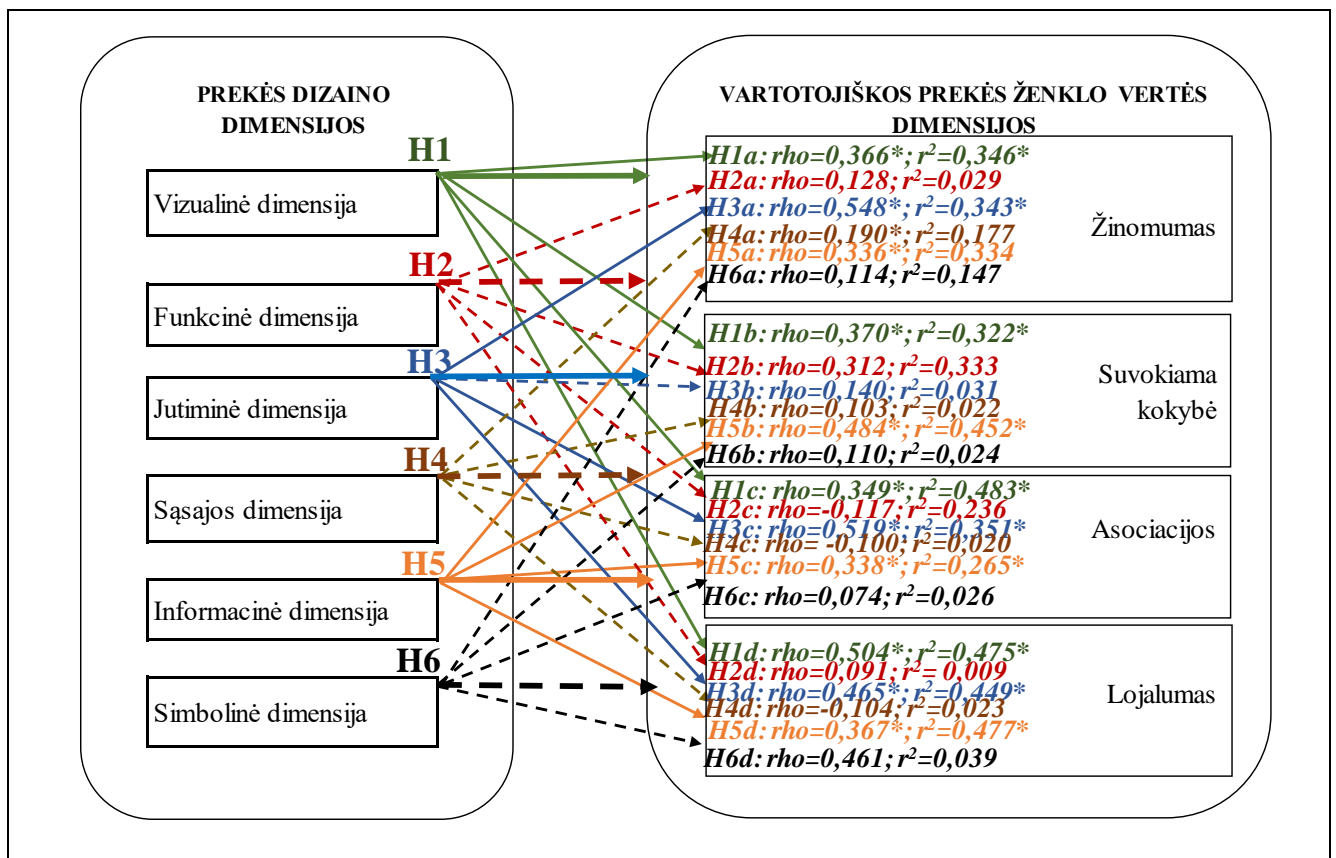 PREKĖS DIZAINO
DIMENSIJOS
H1
Vizualinė dimensija
H2
Funkcinė dimensija
H3
Jutiminė dimensija
H4
Sąsajos dimensija
H5
Informacinė dimensija
H6
Simbolinė dimensija
VARTOTOJIŠKOS PREKĖS ŽENKLO VERTĖS
DIMENSIJOS
H1a: rho=0,366*; r²=0,346*
H2a: rho=0,128; r²=0,029
H3a: rho=0,548*; r²=0,343*
H4a: rho=0,190*; r²=0,177
H5a: rho=0,336*; r²=0,334
H6a: rho=0,114; r²=0,147
Žinomumas
H1b: rho=0,370*; r²=0,322*
H2b: rho=0,312; r²=0,333
H3b: rho=0,140; r²=0,031
H4b: rho=0,103; r²=0,022
H5b: rho=0,484*; r²=0,452*
H6b: rho=0,110; r²=0,024
Suvokiama
kokybė
H1c: rho=0,349*; r²=0,483*
H2c: rho=-0,117; r²=0,236
H3c: rho=0,519*; r²=0,351*
H4c: rho= -0,100; r²=0,020
H5c: rho=0,338*; r²=0,265*
H6c: rho=0,074; r²=0,026
Asociacijos
H1d: rho=0,504*; r²=0,475*
H2d: rho=0,091; r²= 0,009
H3d: rho=0,465*; r²=0,449*
H4d: rho=-0,104; r²=0,023
H5d: rho=0,367*; r²=0,477*
H6d: rho=0,461; r²=0,039
Lojalumas